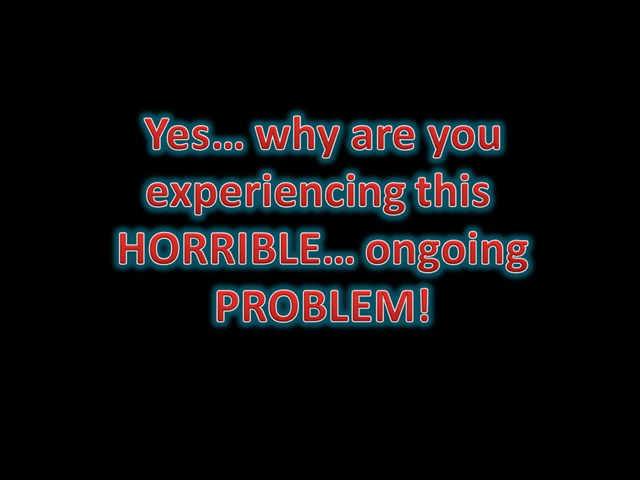 Yes... why are you
experiencing this
HORRIBLE... ongoing
PROBLEM!